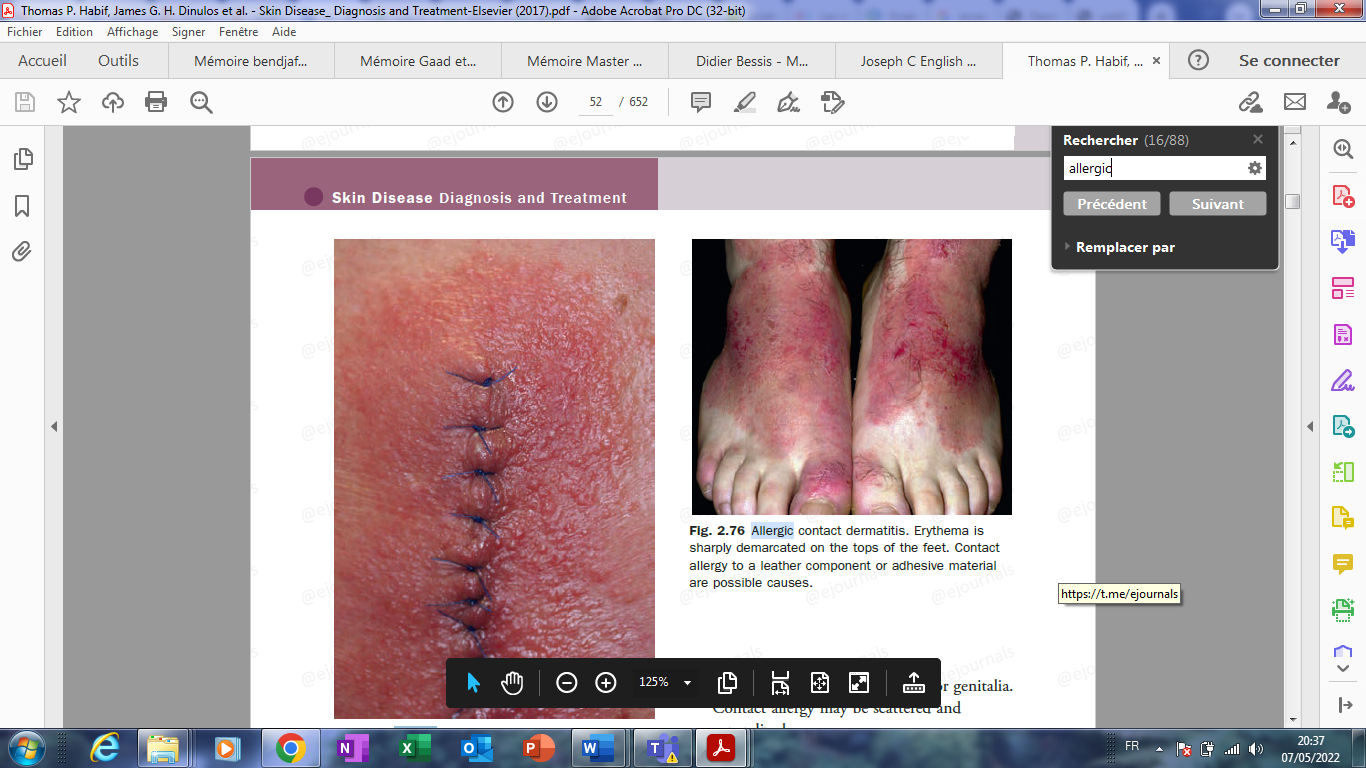 Thomas P. Habif, James G. H. Dinulos et al. - Skin Disease_ Diagnosis and Treatment-Elsevier (2017).pdf - Adobe Acrobat Pro DC (32-bit)
Fichier Edition Affichage Signer Fenêtre Aide
Accueil Outils Mémoire bendjaf... Mémoire Gaad et... Mémoire Master ... Didier Bessis - M... Joseph C English ... Thomas P. Habif, ... × ? Se connecter
52 / 652
@ejournals @ejournals @ejournals @ejournals @ejournals
Rechercher (16/88)
allergic
Précédent Suivant
Remplacer par
Skin Disease Diagnosis and Treatment
Fig. 2.76 Allergic contact dermatitis. Erythema is
sharply demarcated on the tops of the feet. Contact
allergy to a leather component or adhesive material
are possible causes.
https://t.me/ejournals
125%
or genitalia.
Contact allergy may be scattered and
FR 20:37
07/05/2022